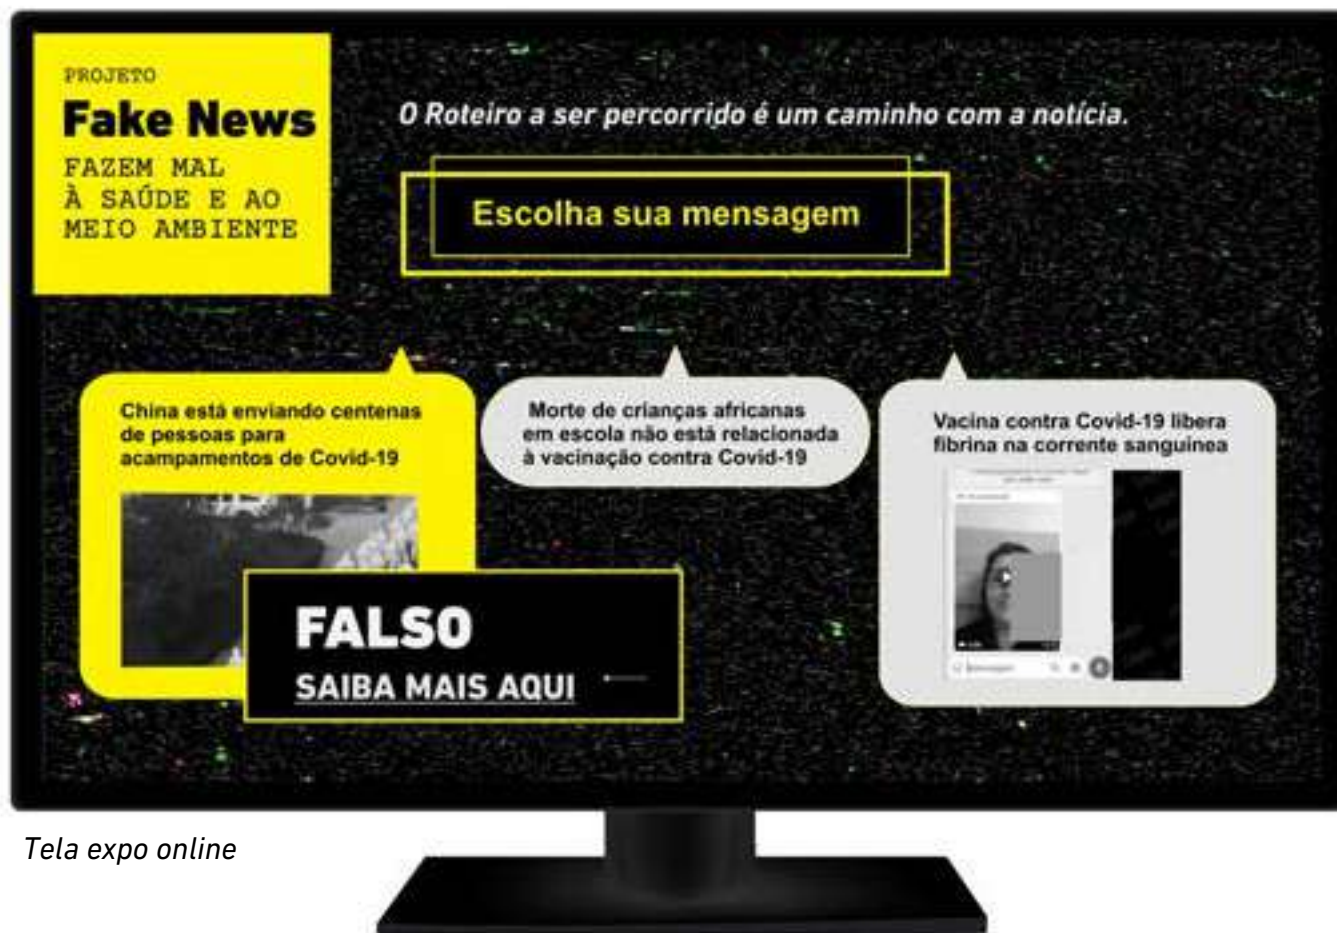 PROJETO
Fake News
FAZEM MAL
À SAÚDE E AO
MEIO AMBIENTE
O Roteiro a ser percorrido é um caminho com a notícia.
Escolha sua mensagem
China está enviando centenas
de pessoas para
acampamentos de Covid-19
FALSO
SAIBA MAIS AQUI
Morte de crianças africanas
em escola não está relacionada
à vacinação contra Covid-19
Vacina contra Covid-19 libera
fibrina na corrente sanguínea
Tela expo online